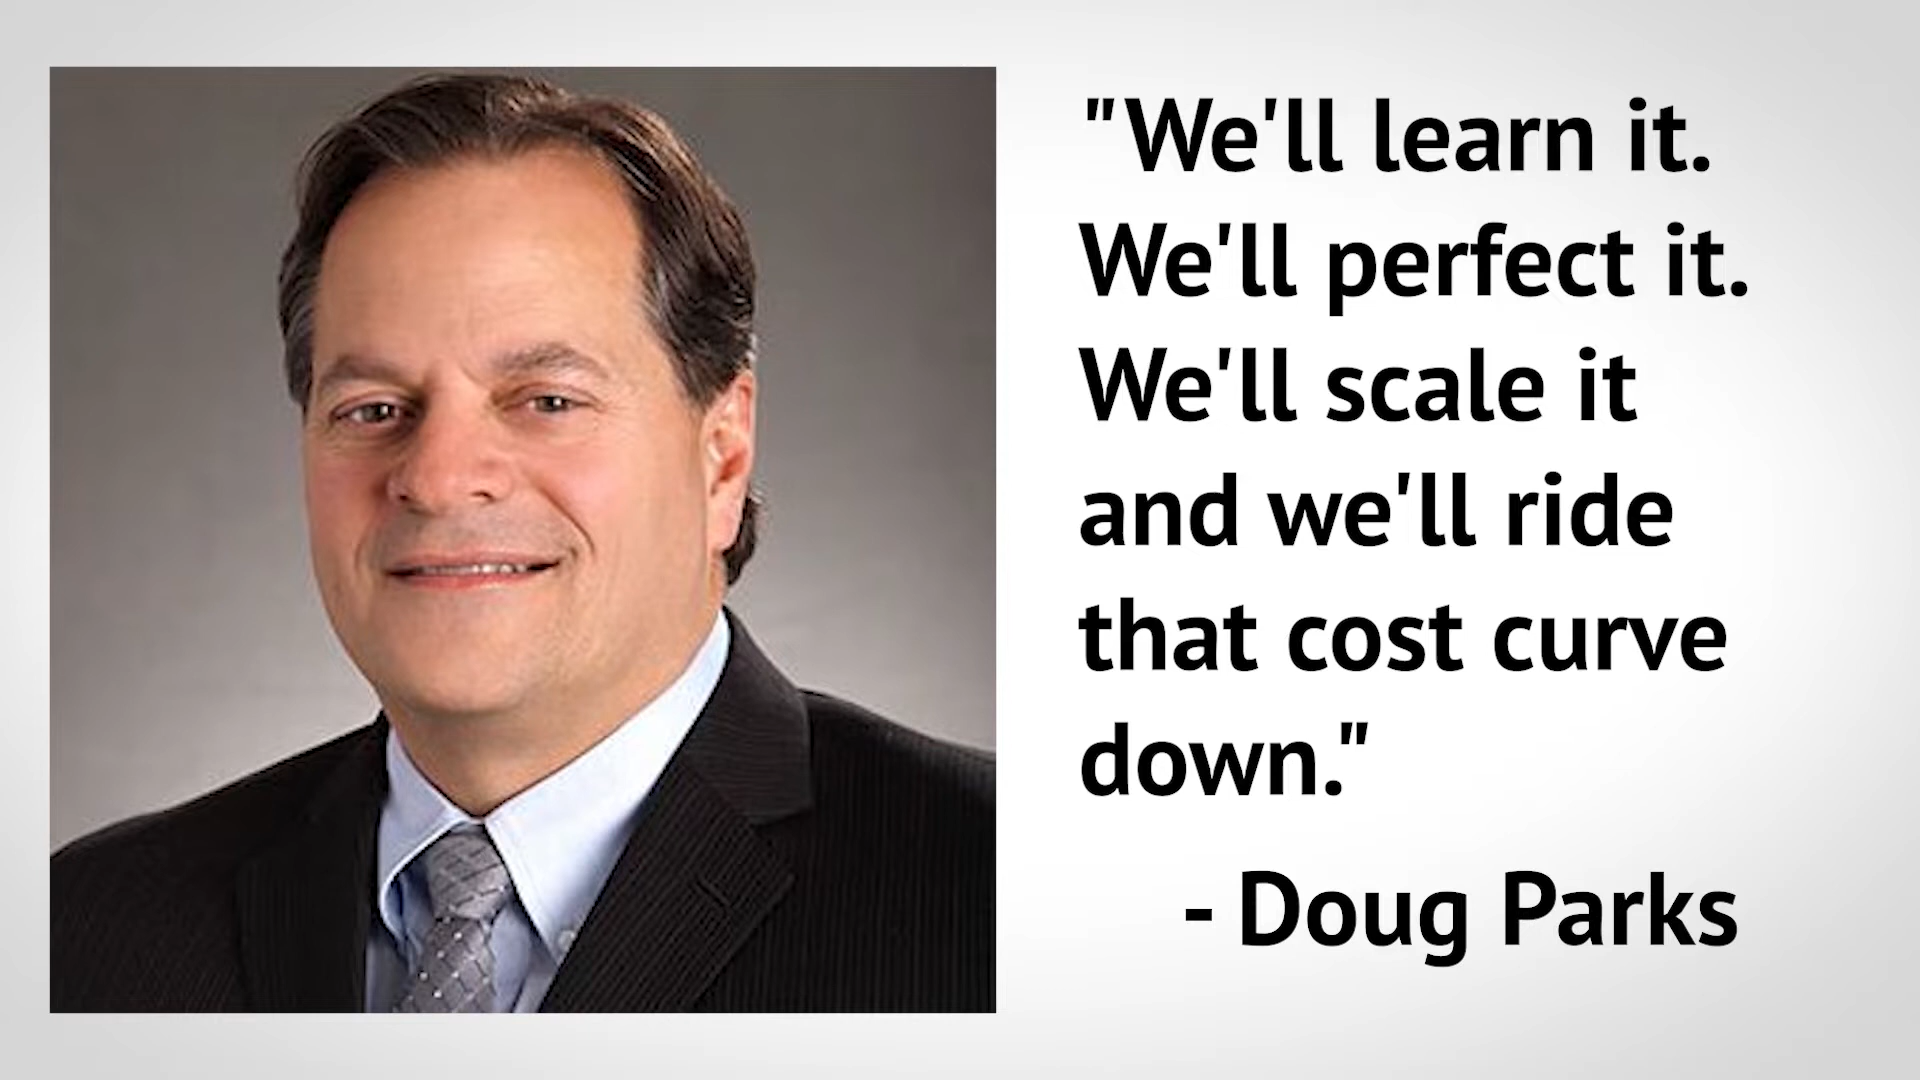 "We'll learn it.
We'll perfect it.
We'll scale it
and we'll ride
that cost curve
down."
- Doug Parks